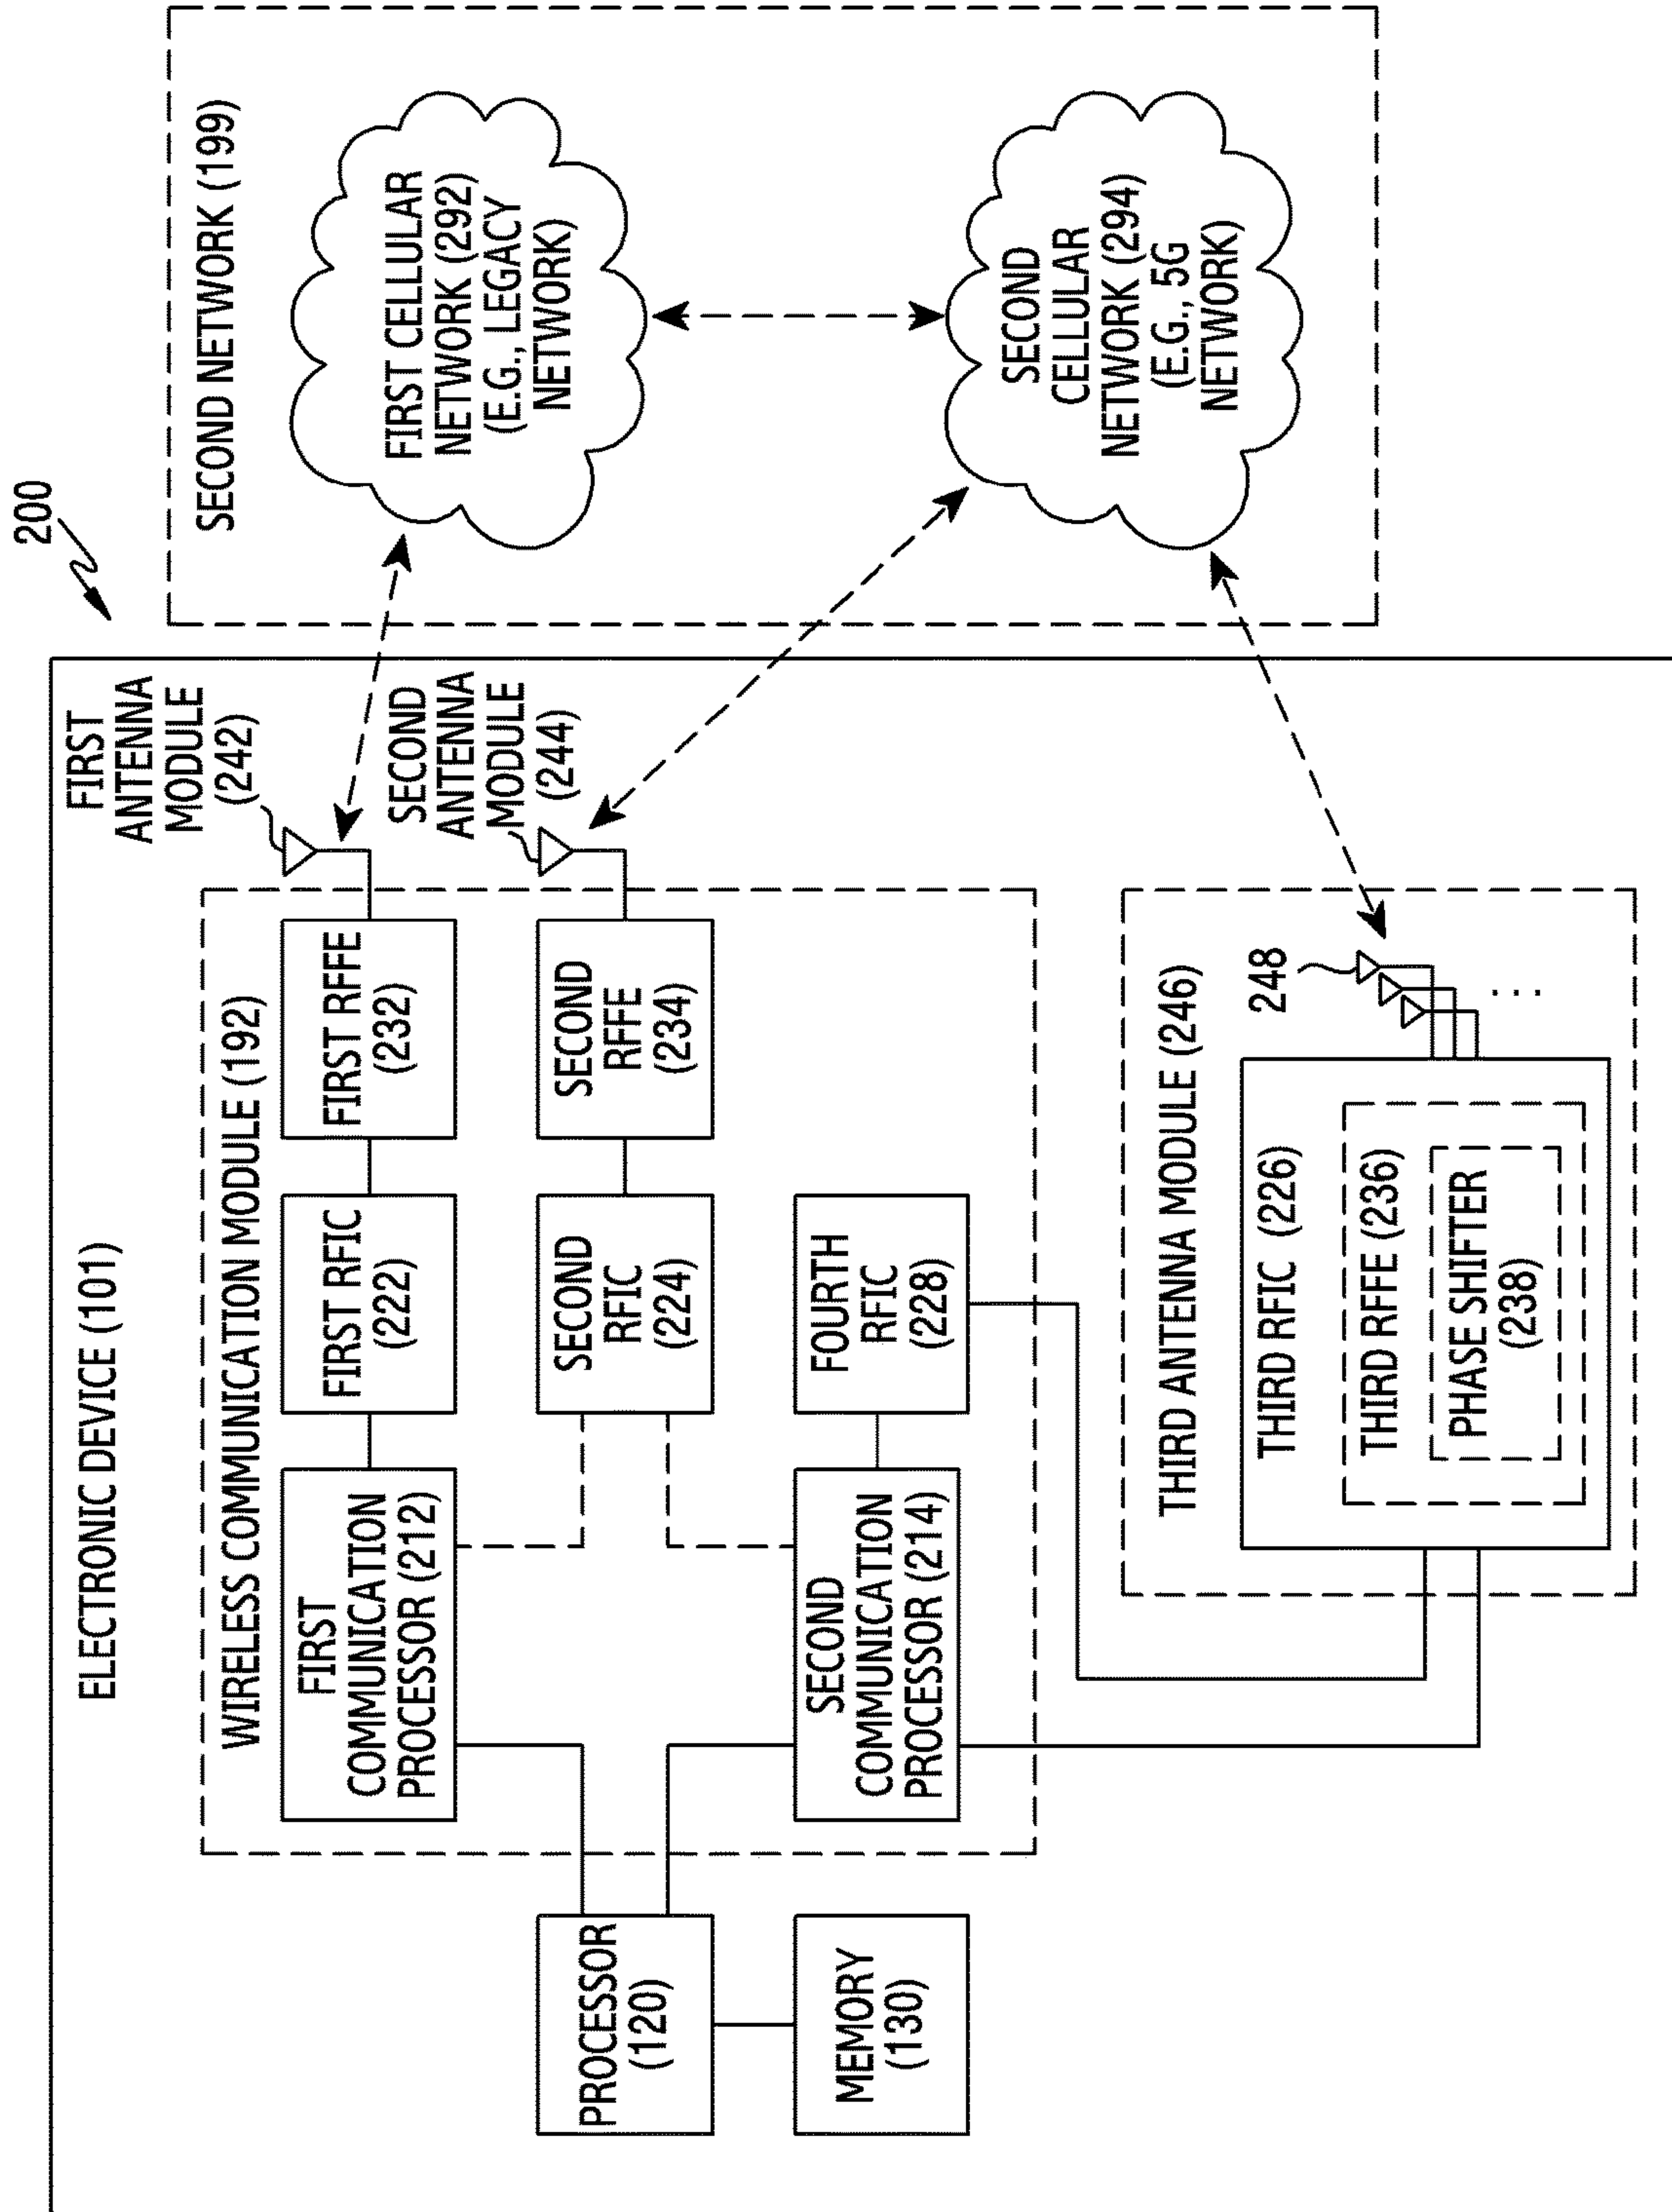 200
ELECTRONIC DEVICE (101)
FIRST
ANTENNA
MODULE
(242)
SECOND NETWORK (199)
WIRELESS COMMUNICATION MODULE (192)
FIRST
COMMUNICATION
PROCESSOR (212)
FIRST RFIC
(222)
FIRST RFFE
(232)
FIRST CELLULAR
NETWORK (292)
(E.G., LEGACY
NETWORK)
SECOND
ANTENNA
MODULE
(244)
PROCESSOR
(120)
SECOND
RFIC
(224)
SECOND
RFFE
(234)
MEMORY
(130)
SECOND
COMMUNICATION
PROCESSOR (214)
FOURTH
RFIC
(228)
SECOND
CELLULAR
NETWORK (294)
(E.G., 5G
NETWORK)
THIRD ANTENNA MODULE (246)
248
THIRD RFIC (226)
THIRD RFFE (236)
PHASE SHIFTER
(238)
...